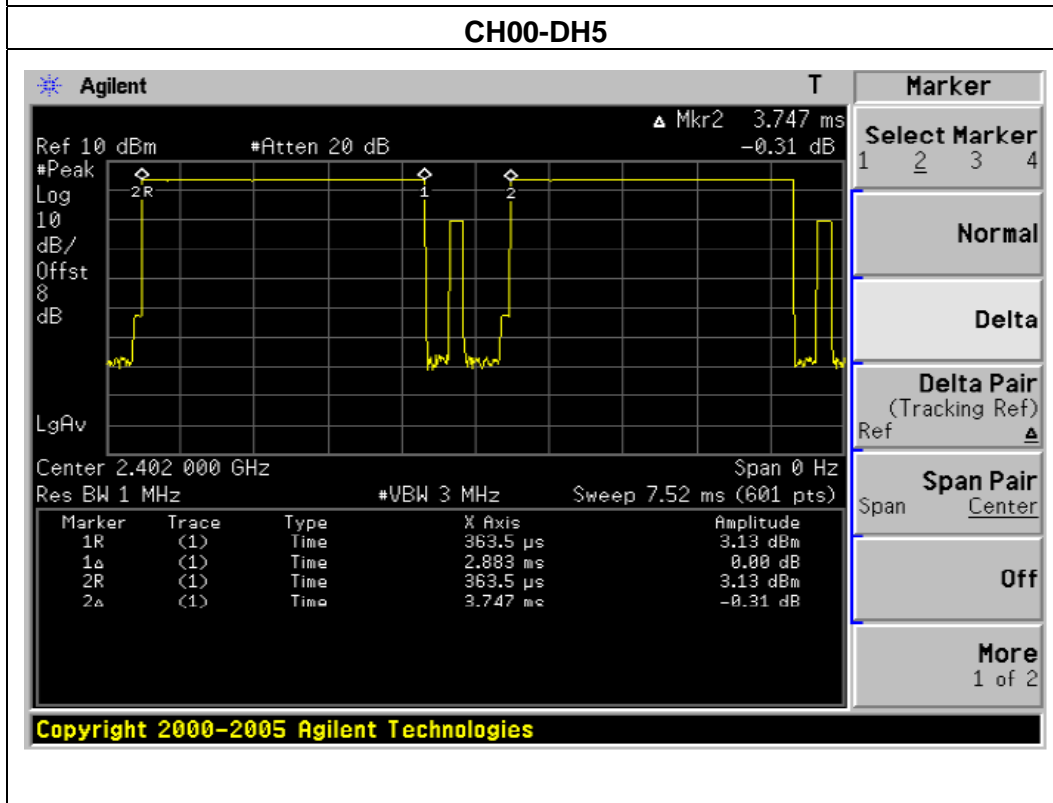 CH00-DH5
Agilent T
Δ Mkr2 3.747 ms
Ref 10 dBm #Atten 20 dB -0.31 dB
#Peak
Log
10
dB/
Offst
8
dB
LgAv
2R 1 2
Center 2.402 000 GHz Span 0 Hz
Res BW 1 MHz #VBW 3 MHz Sweep 7.52 ms (601 pts)
Marker Trace Type X Axis Amplitude
1R (1) Time 363.5 µs 3.13 dBm
1Δ (1) Time 2.883 ms 0.00 dB
2R (1) Time 363.5 µs 3.13 dBm
2Δ (1) Time 3.747 ms -0.31 dB
Copyright 2000-2005 Agilent Technologies
Marker
Select Marker
1 2 3 4
Normal
Delta
Delta Pair
(Tracking Ref)
Ref Δ
Span Pair
Span Center
Off
More
1 of 2